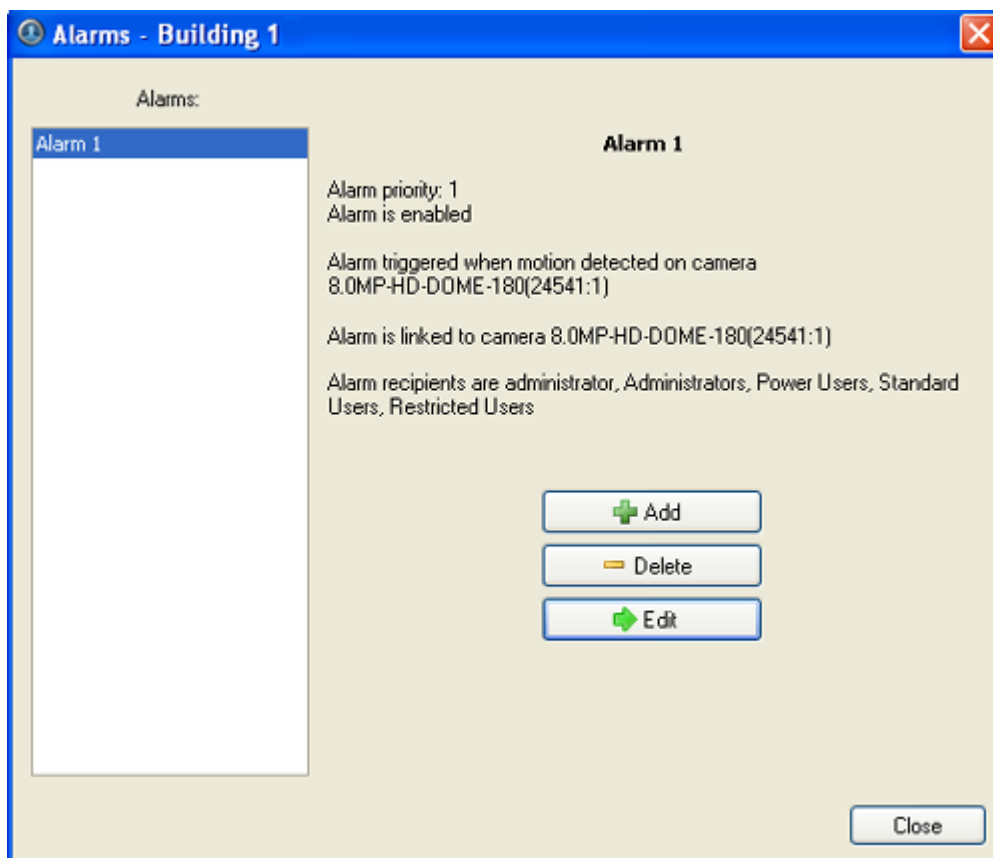 Alarms - Building 1
Alarms:
Alarm 1
Alarm 1
Alarm priority: 1
Alarm is enabled
Alarm triggered when motion detected on camera
8.0MP-HD-DOME-180(24541:1)
Alarm is linked to camera 8.0MP-HD-DOME-180(24541:1)
Alarm recipients are administrator, Administrators, Power Users, Standard
Users, Restricted Users
Add
Delete
Edit
Close